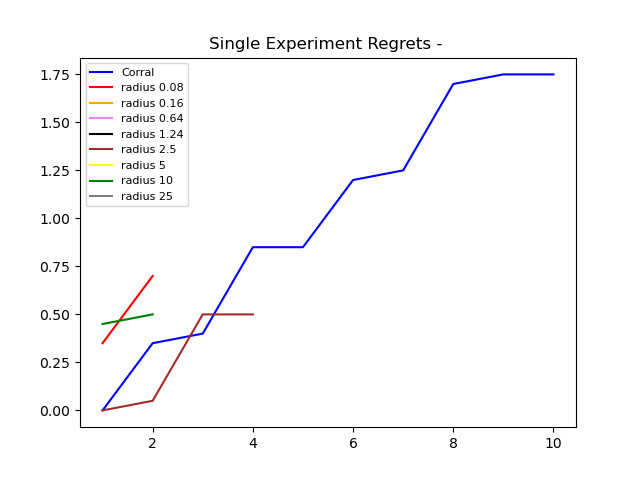 Single Experiment Regrets -
1.75
1.50
1.25
1.00
0.75
0.50
0.25
0.00
Corral
radius 0.08
radius 0.16
radius 0.64
radius 1.24
radius 2.5
radius 5
radius 10
radius 25
2 4 6 8 10